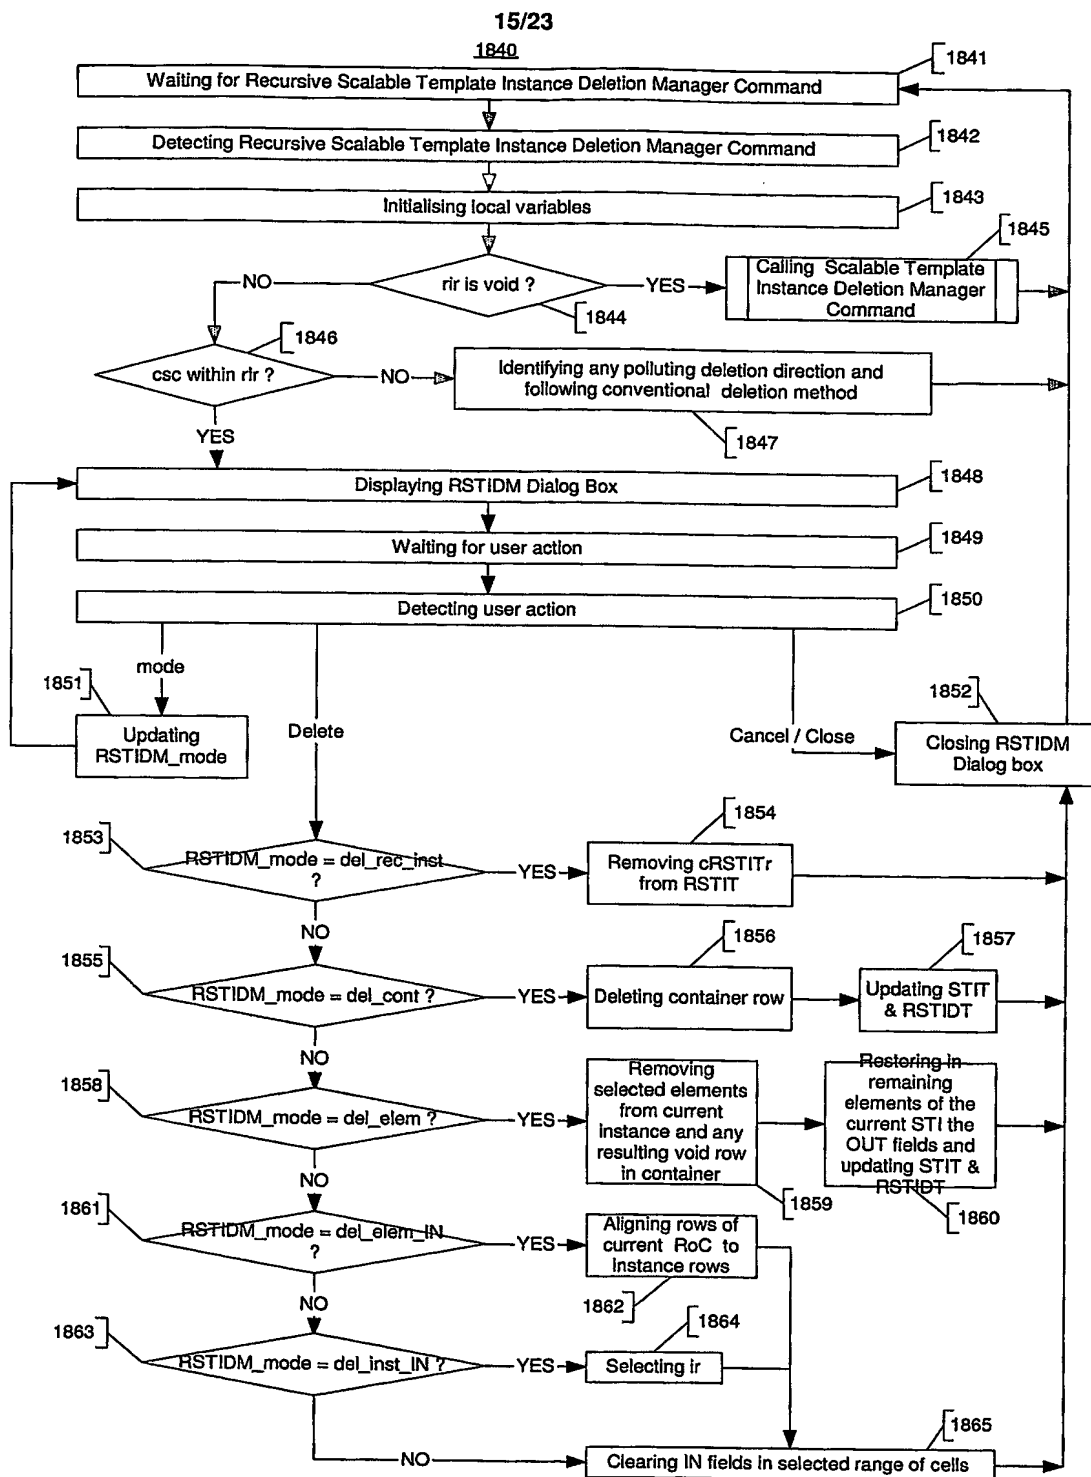 15/23
1840
1841
Waiting for Recursive Scalable Template Instance Deletion Manager Command
1842
Detecting Recursive Scalable Template Instance Deletion Manager Command
1843
Initialising local variables
1845
NO
rir is void ?
YES
Calling Scalable Template
Instance Deletion Manager
Command
1844
1846
csc within rir ?
NO
Identifying any polluting deletion direction and
following conventional deletion method
1847
YES
1848
Displaying RSTIDM Dialog Box
1849
Waiting for user action
1850
Detecting user action
mode
1851
Updating
RSTIDM_mode
Delete
Cancel / Close
1852
Closing RSTIDM
Dialog box
1853
RSTIDM_mode = del_rec_inst
?
YES
1854
Removing cRSTITr
from RSTIT
NO
1855
RSTIDM_mode = del_cont ?
YES
1856
Deleting container row
1857
Updating STIT
& RSTIDT
NO
1858
RSTIDM_mode = del_elem ?
YES
Removing
selected elements
from current
instance and any
resulting void row
in container
1859
Restoring in
remaining
elements of the
current STI the
OUT fields and
updating STIT &
RSTIDT
1860
NO
1861
RSTIDM_mode = del_elem_IN
?
YES
Aligning rows of
current RoC to
instance rows
1862
NO
1863
RSTIDM_mode = del_inst_IN ?
YES
1864
Selecting ir
1865
NO
Clearing IN fields in selected range of cells